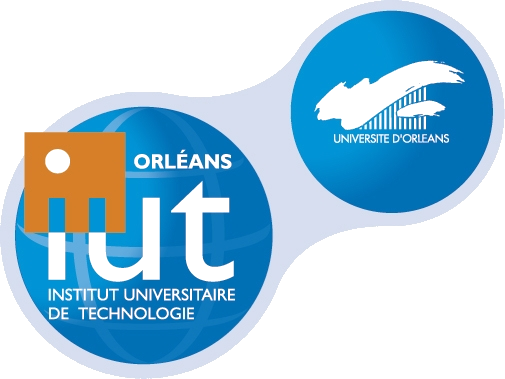 UNIVERSITE D'ORLEANS
ORLÉANS
iut
INSTITUT UNIVERSITAIRE
DE TECHNOLOGIE